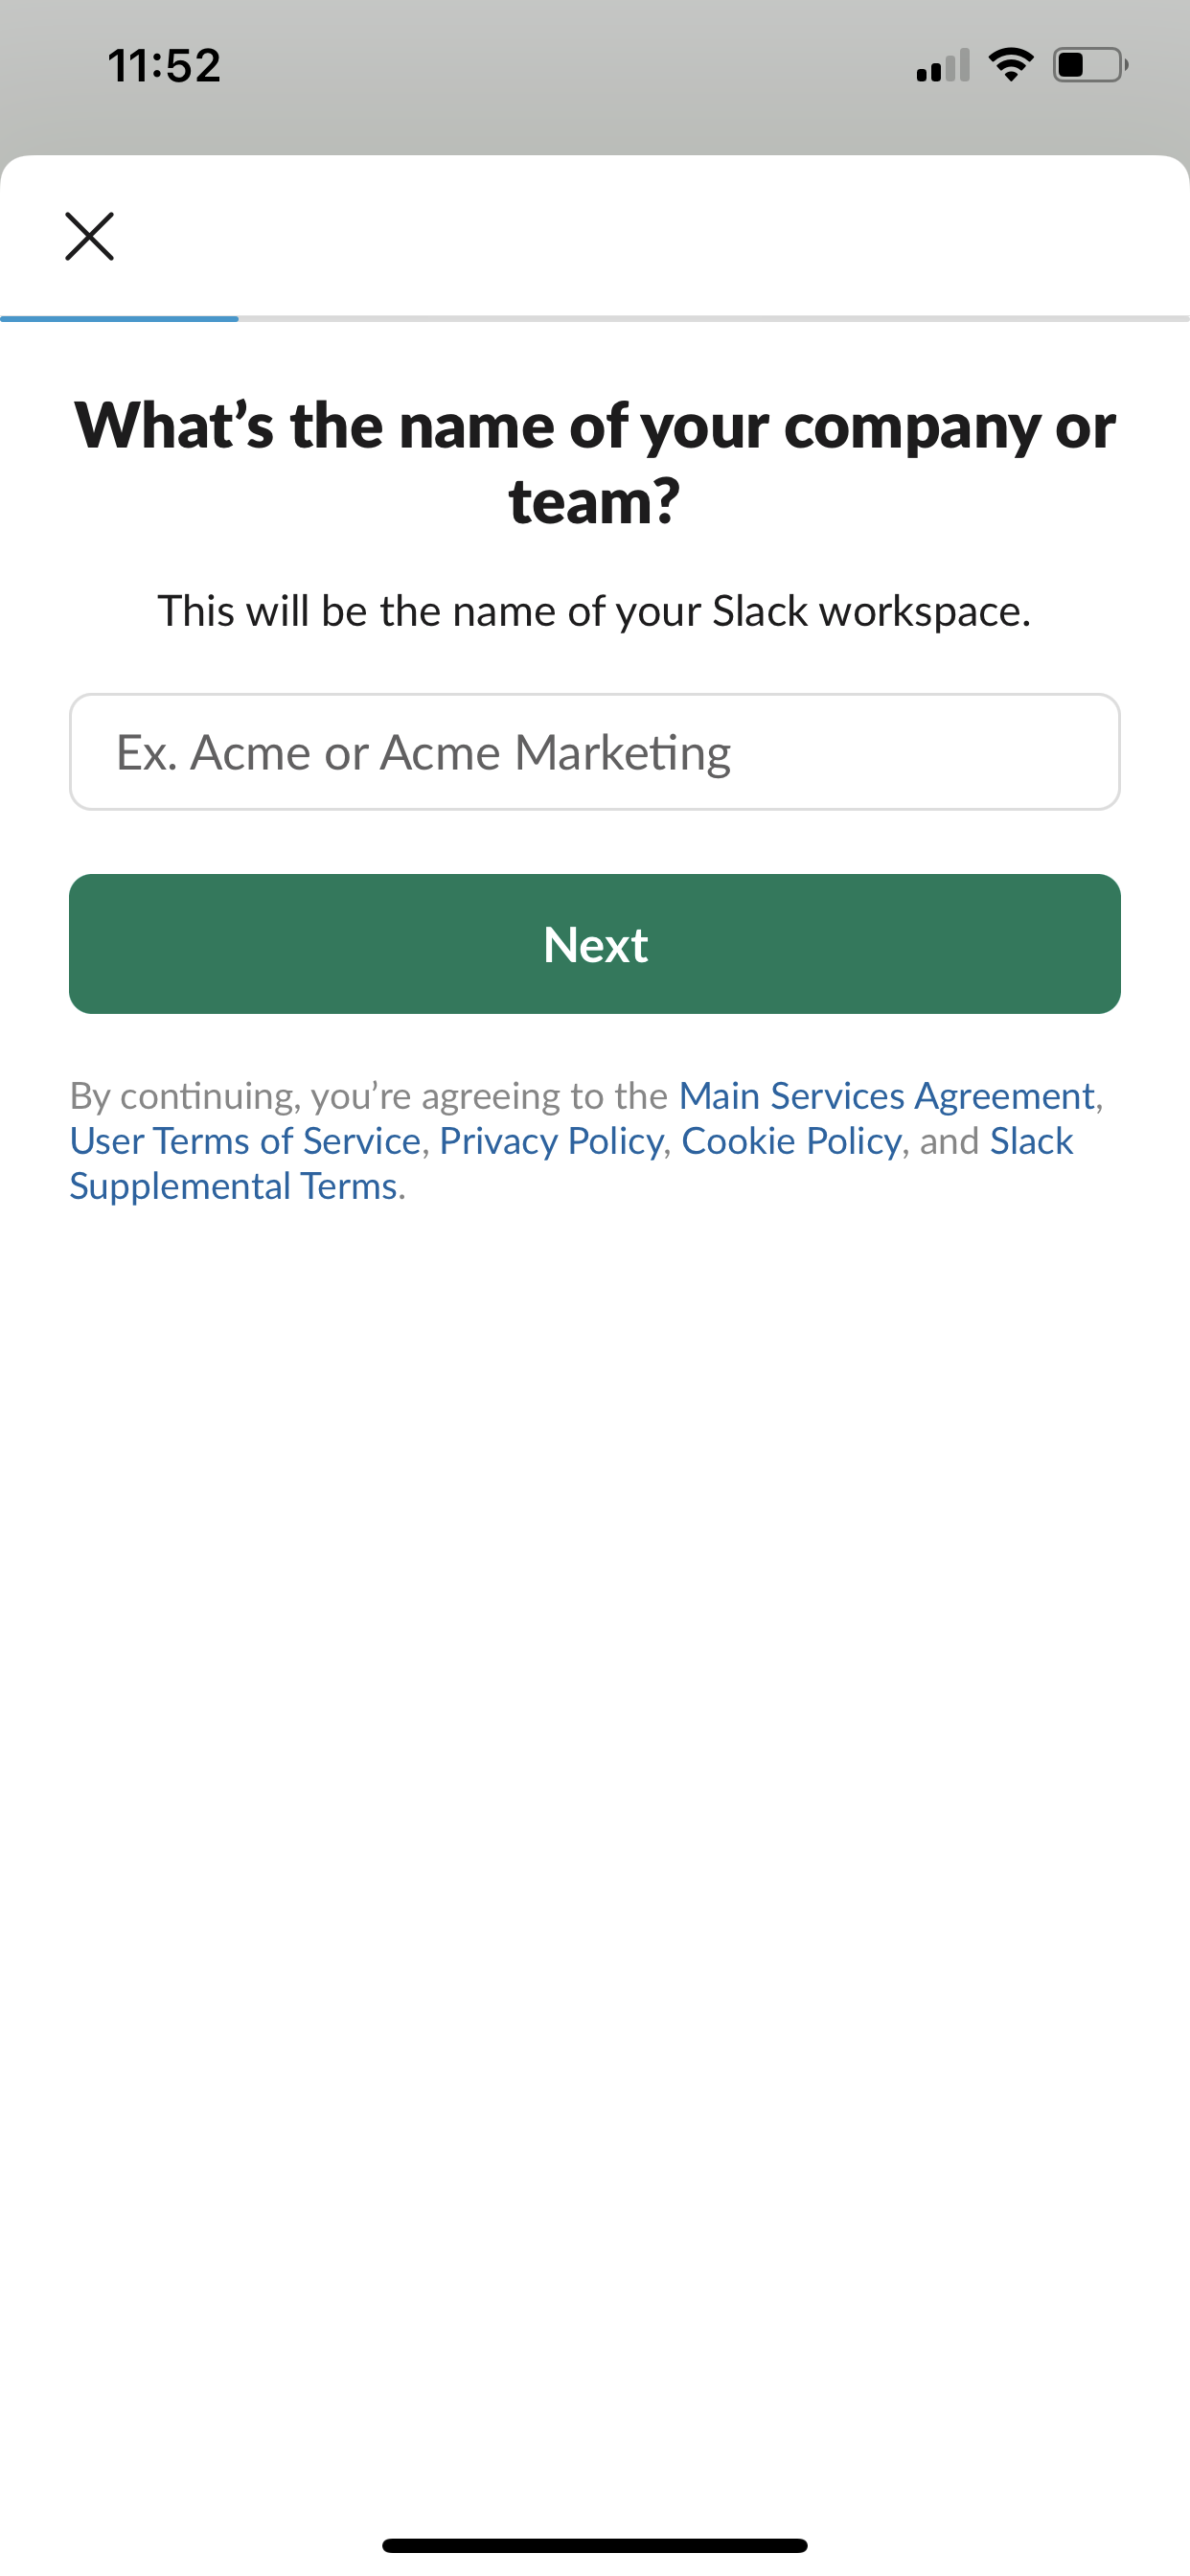 11:52
What’s the name of your company or
team?
This will be the name of your Slack workspace.
Ex. Acme or Acme Marketing
Next
By continuing, you’re agreeing to the Main Services Agreement,
User Terms of Service, Privacy Policy, Cookie Policy, and Slack
Supplemental Terms.